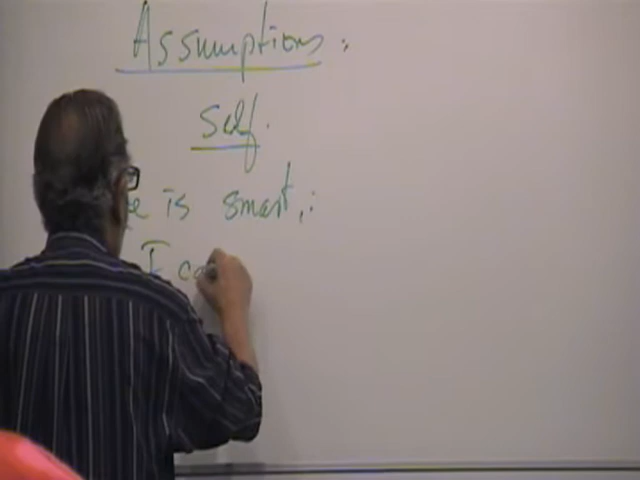 Assumptions :
Self.
is smart, :
I